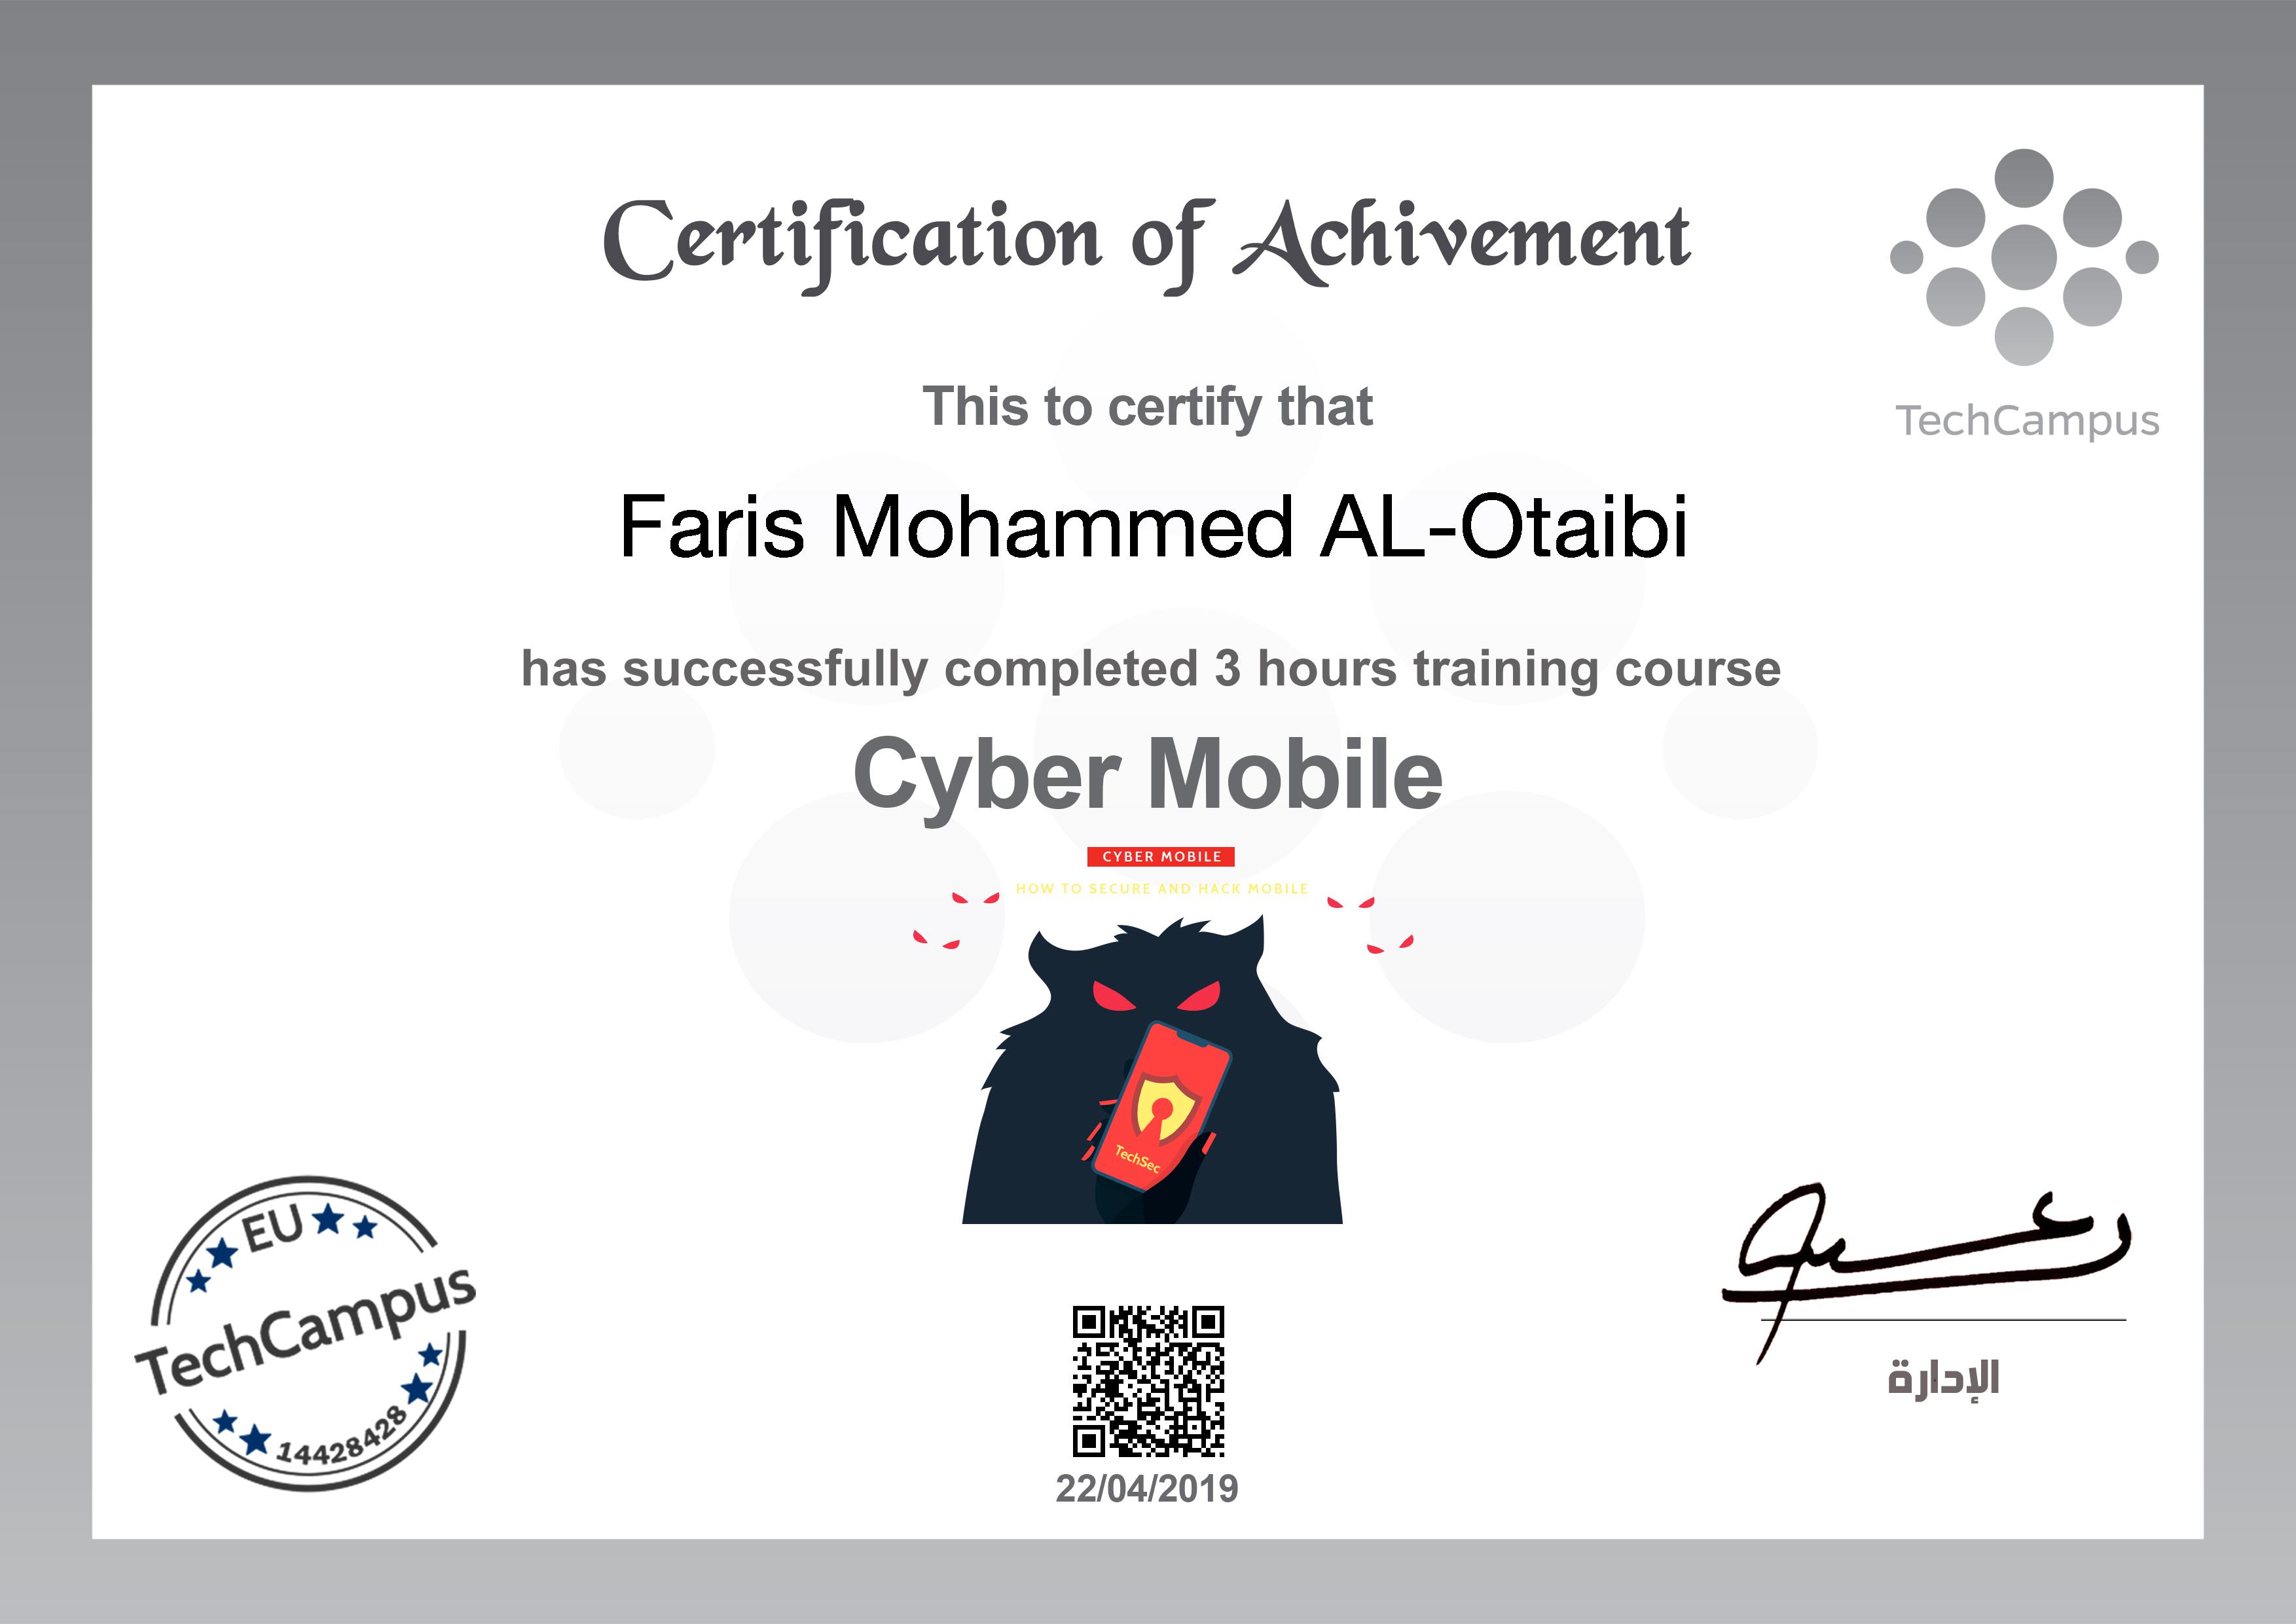 Certification of Achivement
TechCampus
This to certify that
Faris Mohammed AL-Otaibi
has successfully completed 3 hours training course
Cyber Mobile
CYBER MOBILE
HOW TO SECURE AND HACK MOBILE
TechSec
EU
TechCampus
14428428
22/04/2019
الإدارة